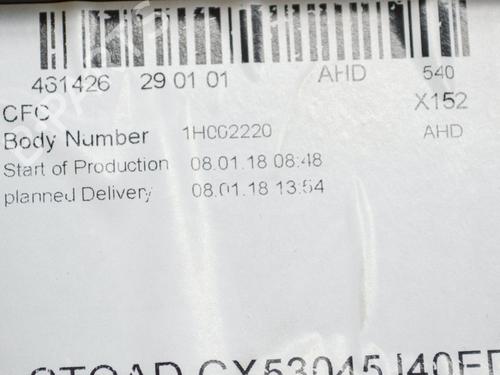 461426 29 01 01 AHD 540
CFC X152
Body Number 1H002220 AHD
Start of Production 08.01.18 08:48
planned Delivery 08.01.18 13:54